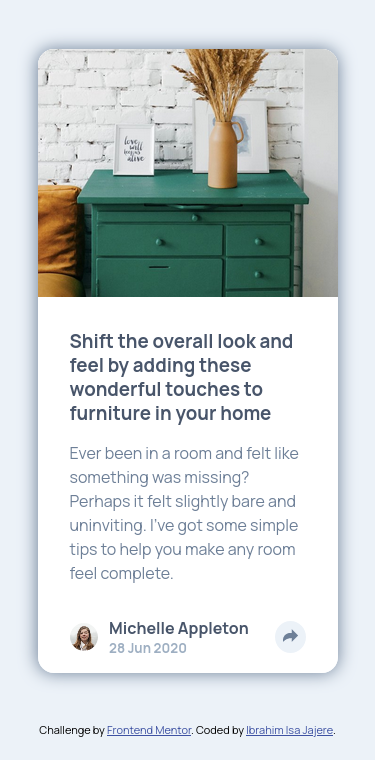 love
will
keep us
alive
Shift the overall look and
feel by adding these
wonderful touches to
furniture in your home
Ever been in a room and felt like
something was missing?
Perhaps it felt slightly bare and
uninviting. I've got some simple
tips to help you make any room
feel complete.
Michelle Appleton
28 Jun 2020
Challenge by Frontend Mentor. Coded by Ibrahim Isa Jajere.